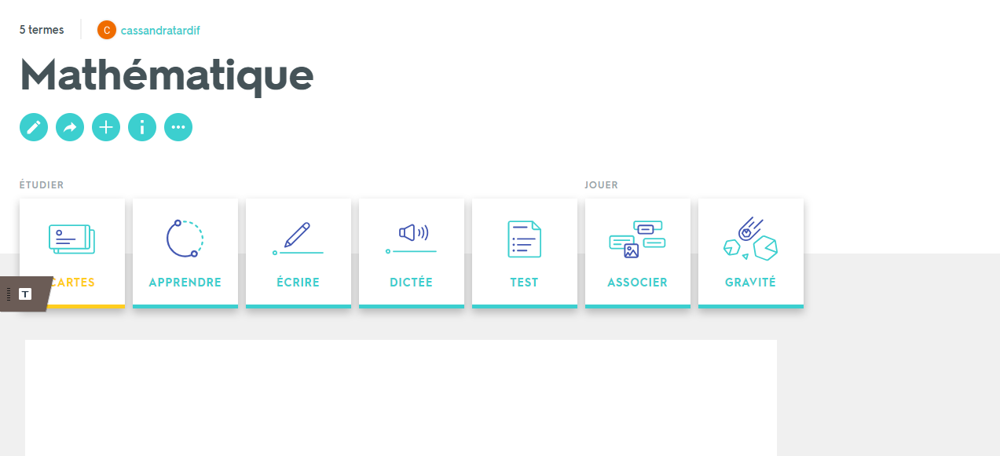 5 termes
C cassandratardif
Mathématique
ÉTUDIER
JOUER
CARTES
APPRENDRE
ÉCRIRE
DICTÉE
TEST
ASSOCIER
GRAVITÉ
T